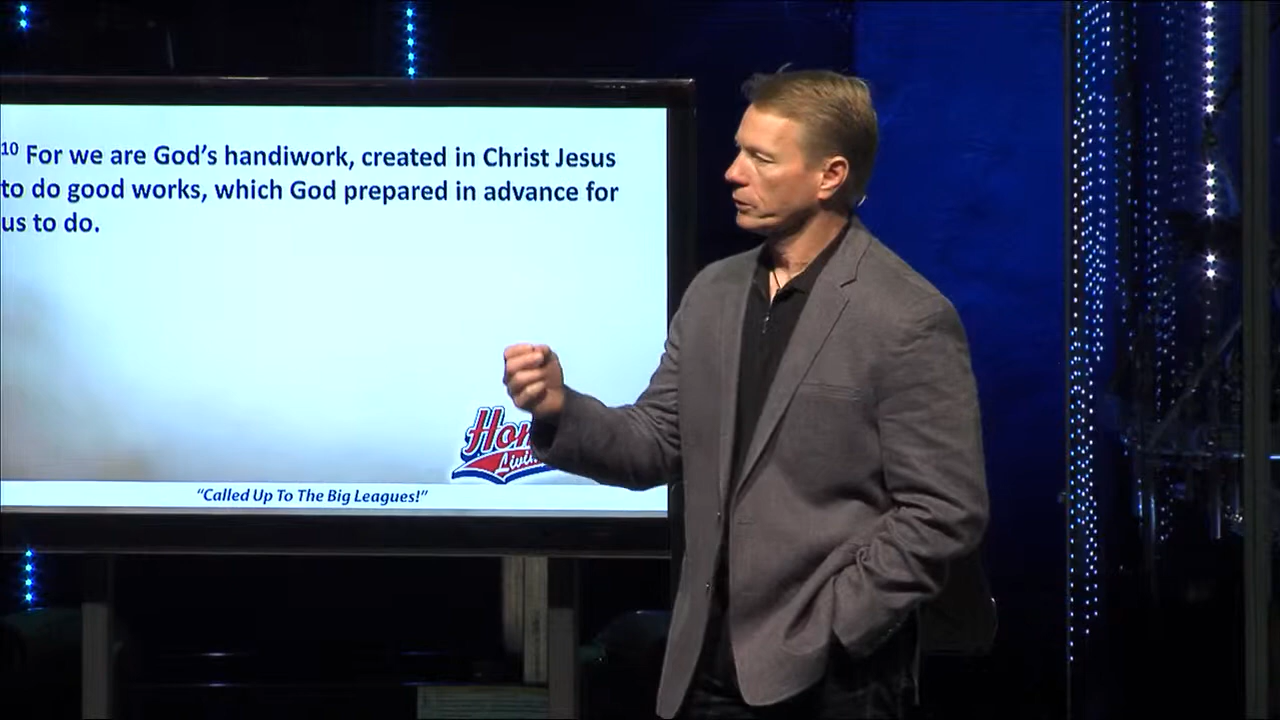 10 For we are God's handiwork, created in Christ Jesus
to do good works, which God prepared in advance for
us to do.
“Called Up To The Big Leagues!”